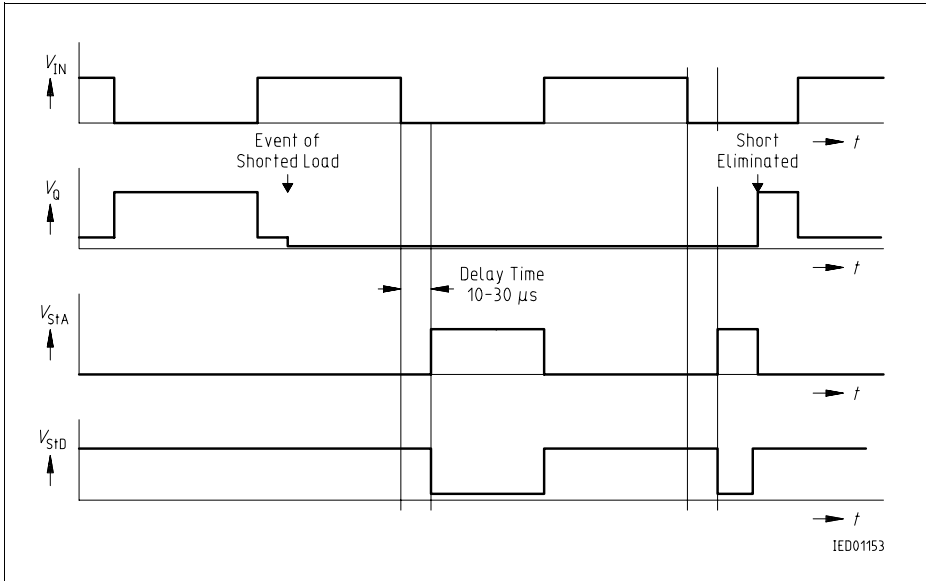 V_IN
t
Event of
Shorted Load
Short
Eliminated
V_Q
t
Delay Time
10-30 µs
V_StA
t
V_StD
t
IED01153